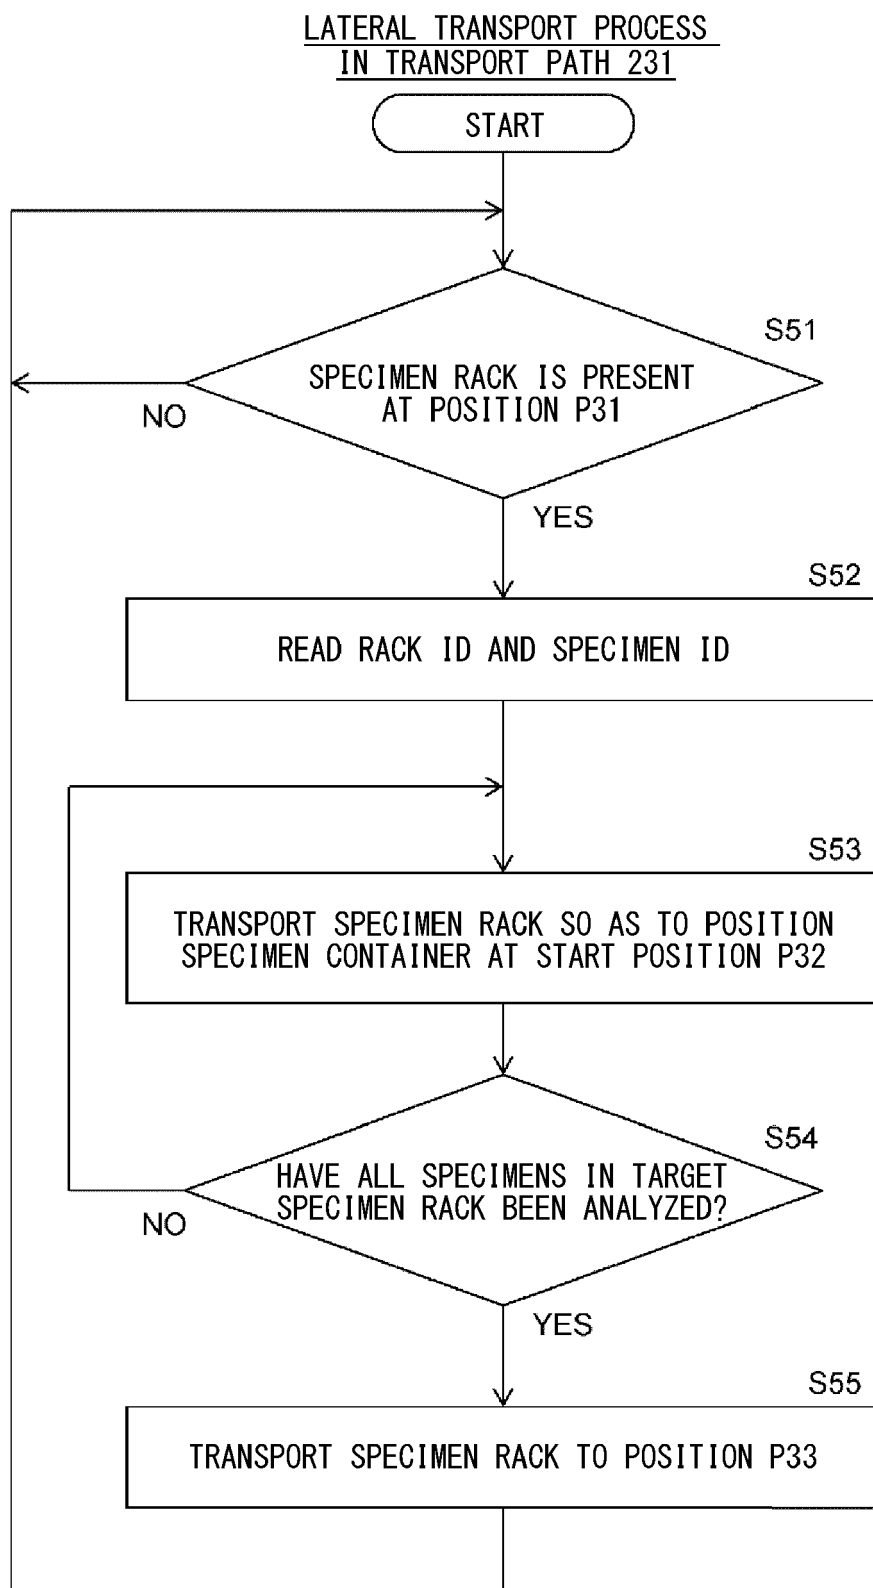 LATERAL TRANSPORT PROCESS
IN TRANSPORT PATH 231
START
S51
SPECIMEN RACK IS PRESENT
AT POSITION P31
NO
YES
S52
READ RACK ID AND SPECIMEN ID
S53
TRANSPORT SPECIMEN RACK SO AS TO POSITION
SPECIMEN CONTAINER AT START POSITION P32
S54
HAVE ALL SPECIMENS IN TARGET
SPECIMEN RACK BEEN ANALYZED?
NO
YES
S55
TRANSPORT SPECIMEN RACK TO POSITION P33